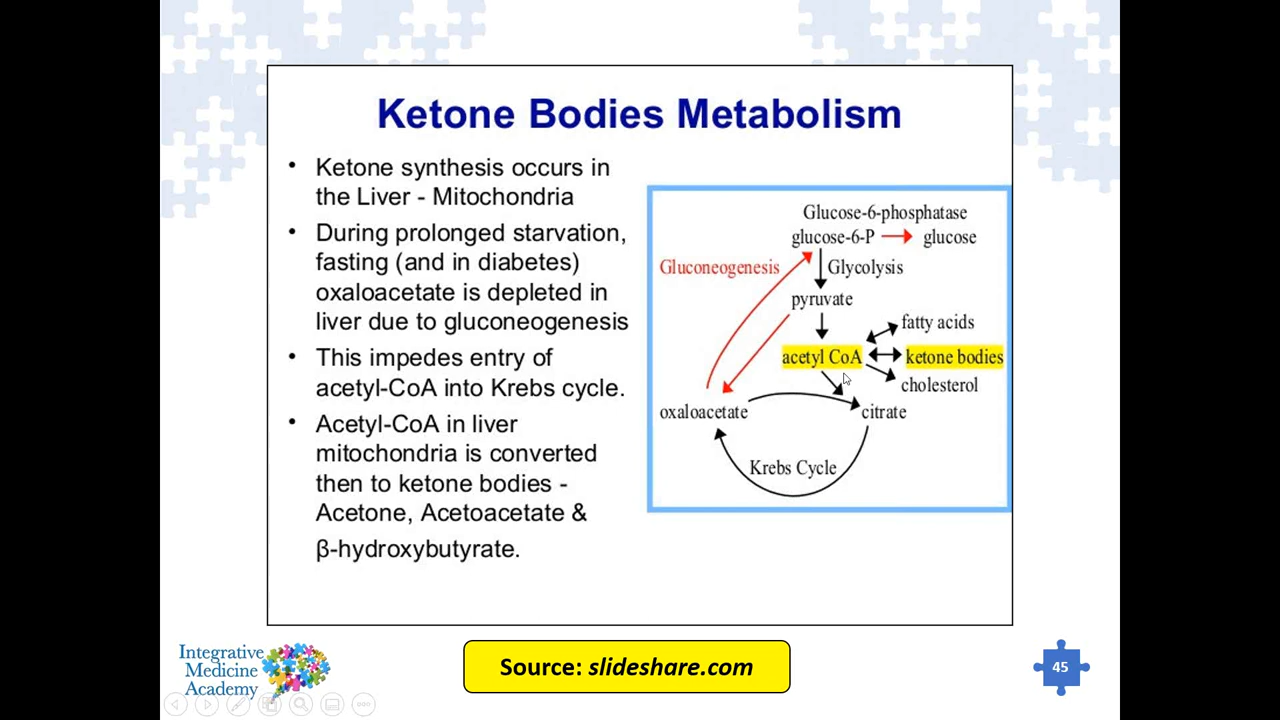 Ketone Bodies Metabolism
• Ketone synthesis occurs in
the Liver - Mitochondria
• During prolonged starvation,
fasting (and in diabetes)
oxaloacetate is depleted in
liver due to gluconeogenesis
• This impedes entry of
acetyl-CoA into Krebs cycle.
• Acetyl-CoA in liver
mitochondria is converted
then to ketone bodies -
Acetone, Acetoacetate &
β-hydroxybutyrate.
Glucose-6-phosphatase
glucose-6-P glucose
Gluconeogenesis Glycolysis
pyruvate
fatty acids
acetyl CoA ketone bodies
cholesterol
oxaloacetate citrate
Krebs Cycle
Integrative
Medicine
Academy
Source: slideshare.com
45